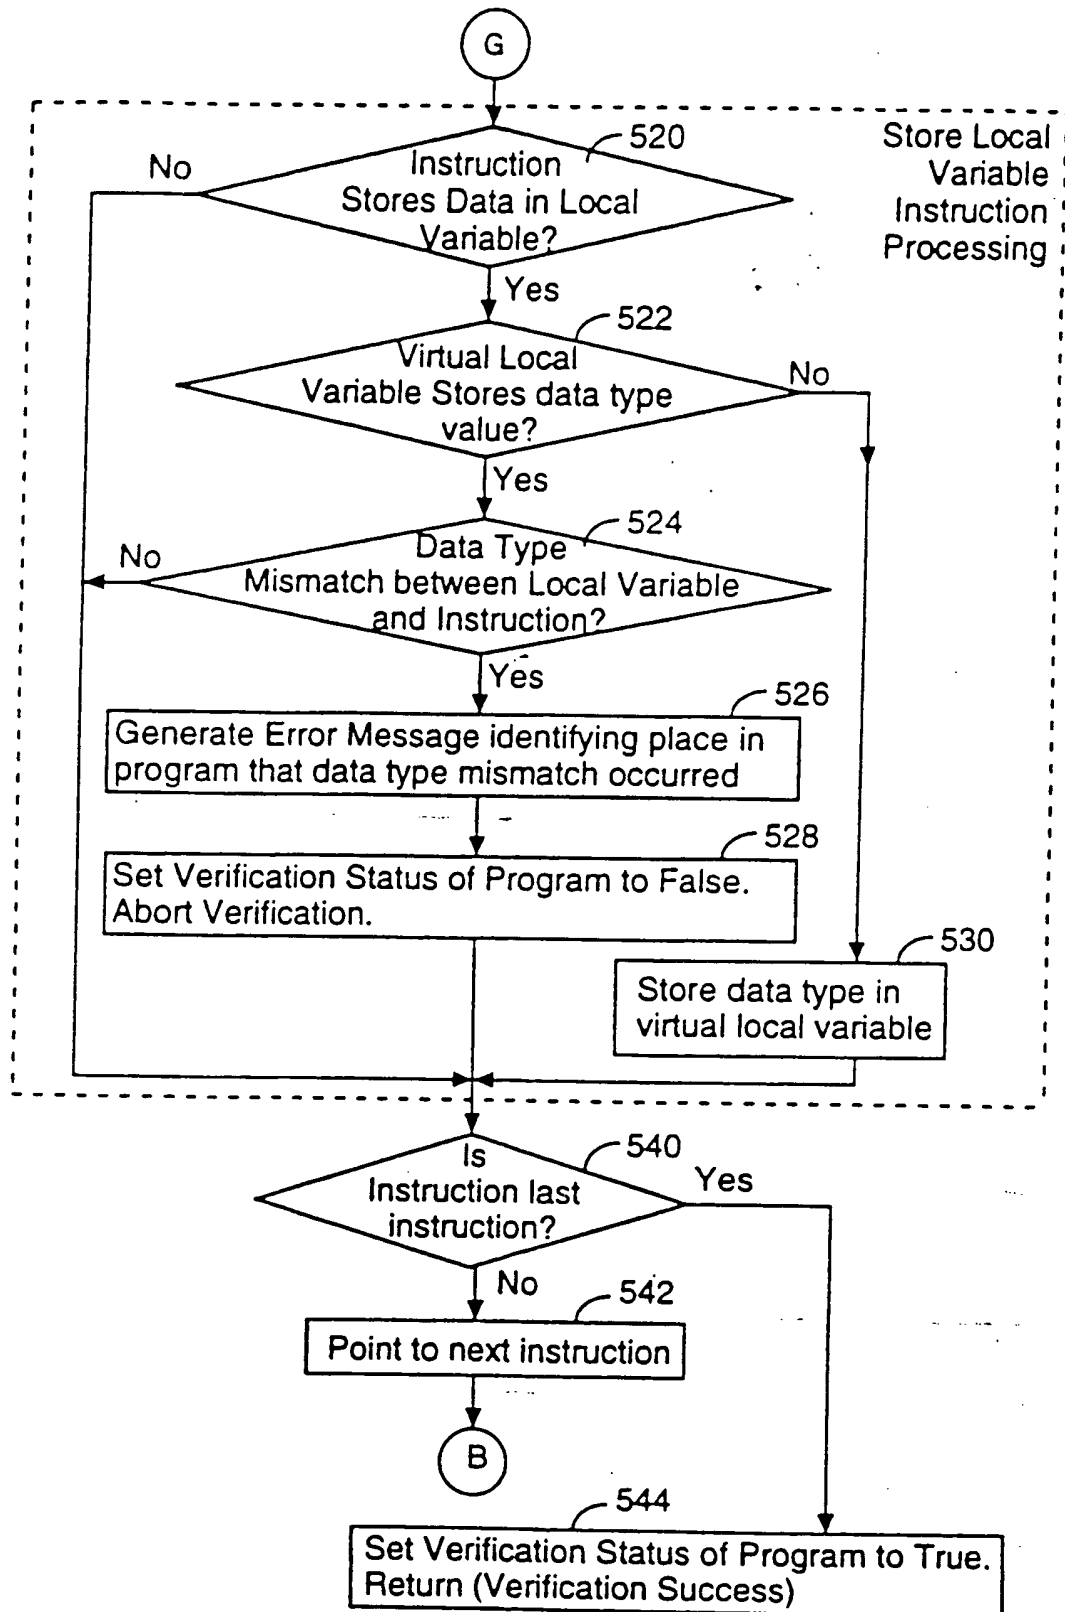 G
520
Store Local
Variable
Instruction
Processing
No
Instruction
Stores Data in Local
Variable?
Yes
522
Virtual Local
Variable Stores data type
value?
No
Yes
524
Data Type
Mismatch between Local Variable
and Instruction?
No
Yes
526
Generate Error Message identifying place in
program that data type mismatch occurred
528
Set Verification Status of Program to False.
Abort Verification.
530
Store data type in
virtual local variable
540
Is
Instruction last
instruction?
Yes
No
542
Point to next instruction
B
544
Set Verification Status of Program to True.
Return (Verification Success)